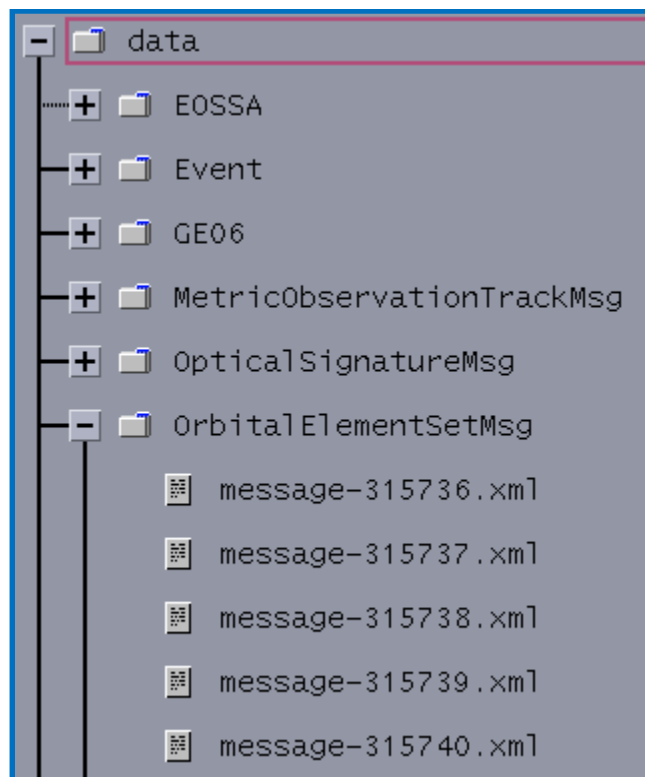 data
EOSSA
Event
GEO6
MetricObservationTrackMsg
OpticalSignatureMsg
OrbitalElementSetMsg
message-315736.xml
message-315737.xml
message-315738.xml
message-315739.xml
message-315740.xml